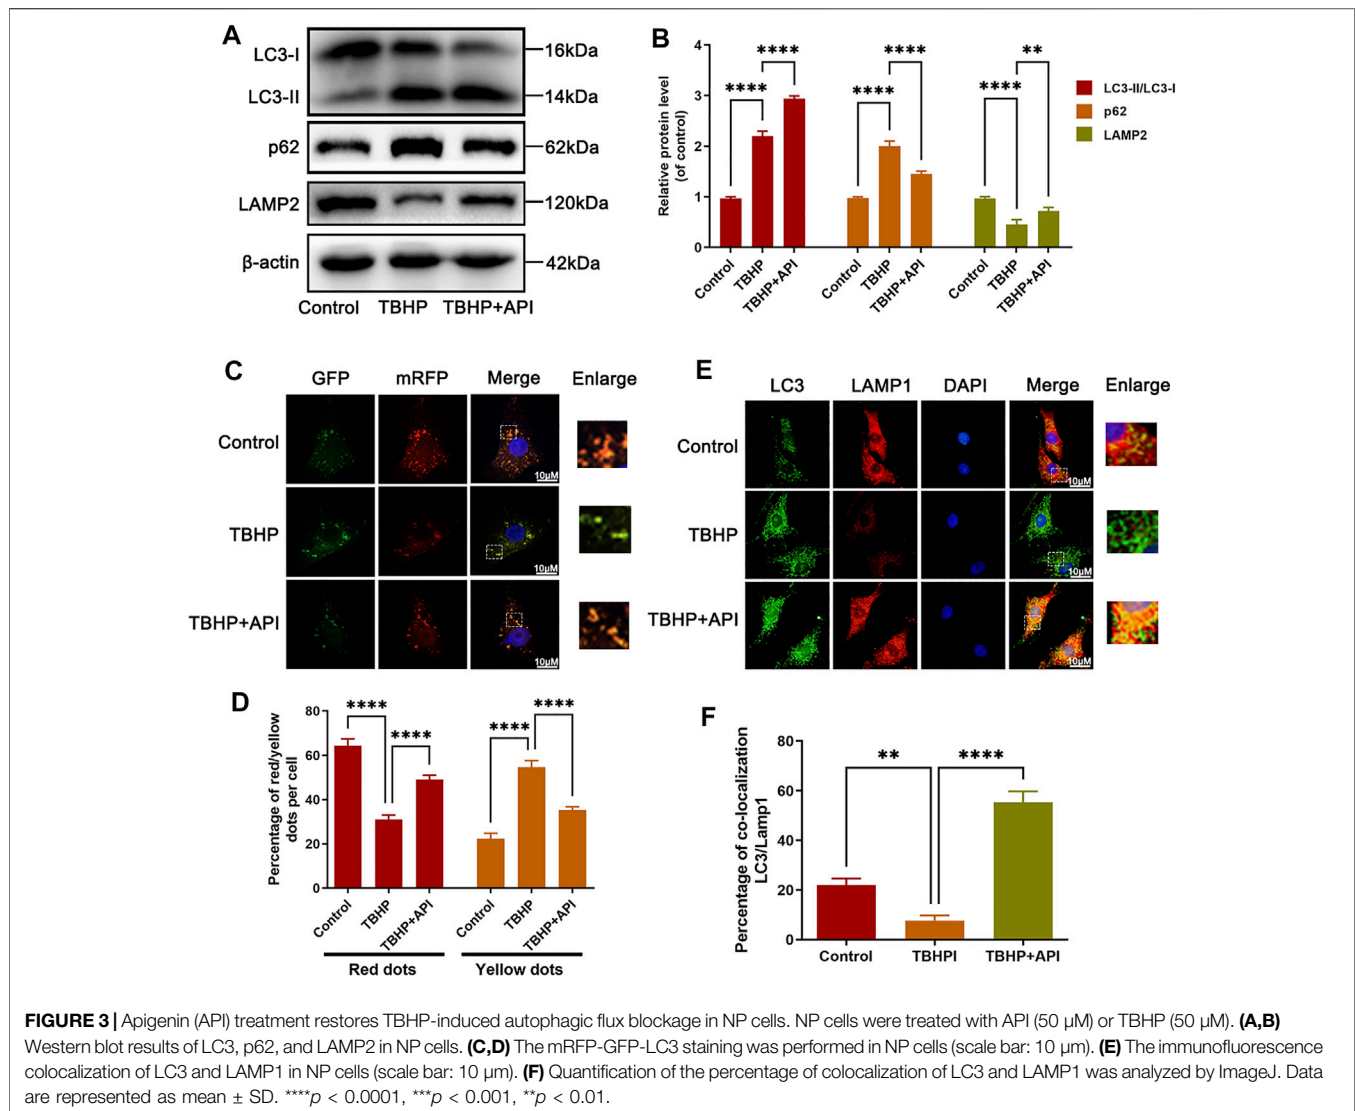 A
LC3-I
16kDa
LC3-II
14kDa
p62
62kDa
LAMP2
120kDa
β-actin
42kDa
Control TBHP TBHP+API
B
Relative protein level
(of control)
4
3
2
1
0
**** **** **** **** **** **
Control TBHP TBHP+API Control TBHP TBHP+API Control TBHP TBHP+API
LC3-II/LC3-I
p62
LAMP2
C
GFP mRFP Merge Enlarge
Control
10μM
TBHP
10μM
TBHP+API
10μM
E
LC3 LAMP1 DAPI Merge Enlarge
Control
10μM
TBHP
10μM
TBHP+API
10μM
D
Percentage of red/yellow
dots per cell
80
60
40
20
0
**** **** **** ****
Control TBHP TBHP+API Control TBHP TBHP+API
Red dots Yellow dots
F
Percentage of co-localization
LC3/Lamp1
80
60
40
20
0
** ****
Control TBHPI TBHP+API
FIGURE 3 | Apigenin (API) treatment restores TBHP-induced autophagic flux blockage in NP cells. NP cells were treated with API (50 μM) or TBHP (50 μM). (A,B)
Western blot results of LC3, p62, and LAMP2 in NP cells. (C,D) The mRFP-GFP-LC3 staining was performed in NP cells (scale bar: 10 μm). (E) The immunofluorescence
colocalization of LC3 and LAMP1 in NP cells (scale bar: 10 μm). (F) Quantification of the percentage of colocalization of LC3 and LAMP1 was analyzed by ImageJ. Data
are represented as mean ± SD. ****p < 0.0001, ***p < 0.001, **p < 0.01.